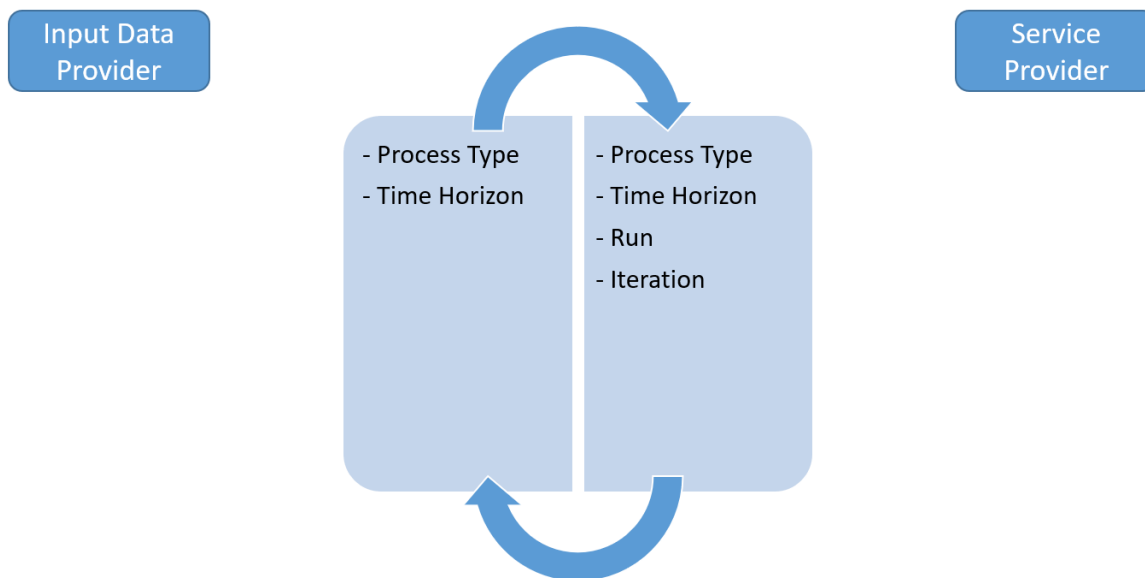 Input Data
Provider
Service
Provider
- Process Type
- Time Horizon
- Process Type
- Time Horizon
- Run
- Iteration